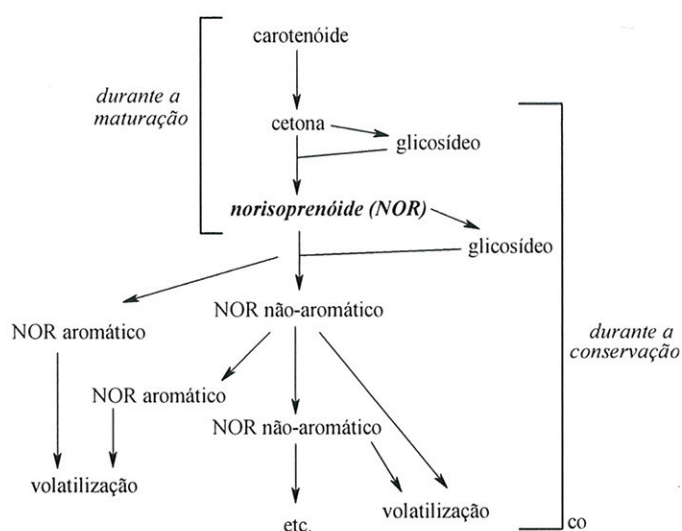 carotenóide
durante a
maturação
cetona
glicosídeo
norisoprenóide (NOR)
glicosídeo
NOR não-aromático
NOR aromático
durante a
conservação
NOR aromático
NOR não-aromático
volatilização
volatilização
etc.
co